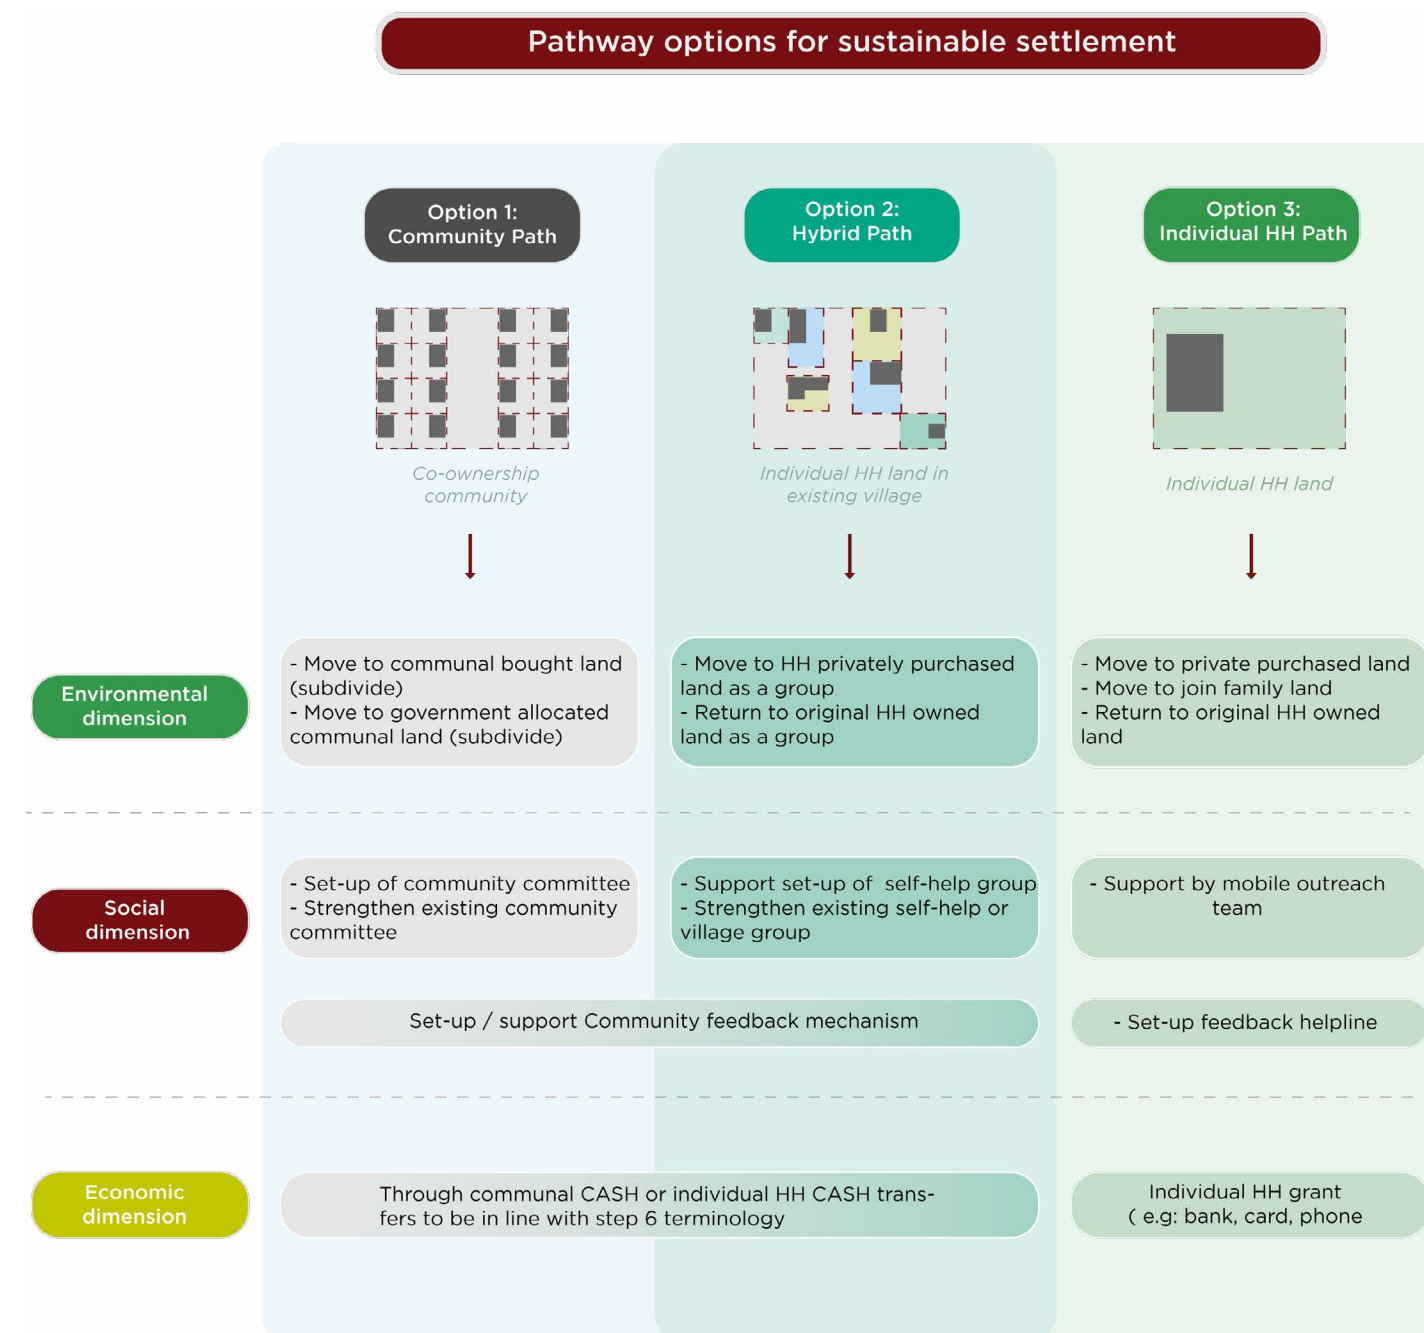 Pathway options for sustainable settlement
Option 1:
Community Path
Option 2:
Hybrid Path
Option 3:
Individual HH Path
Co-ownership
community
Individual HH land in
existing village
Individual HH land
Environmental
dimension
- Move to communal bought land
(subdivide)
- Move to government allocated
communal land (subdivide)
- Move to HH privately purchased
land as a group
- Return to original HH owned
land as a group
- Move to private purchased land
- Move to join family land
- Return to original HH owned
land
Social
dimension
- Set-up of community committee
- Strengthen existing community
committee
- Support set-up of self-help group
- Strengthen existing self-help or
village group
- Support by mobile outreach
team
Set-up / support Community feedback mechanism
- Set-up feedback helpline
Economic
dimension
Through communal CASH or individual HH CASH trans-
fers to be in line with step 6 terminology
Individual HH grant
( e.g: bank, card, phone